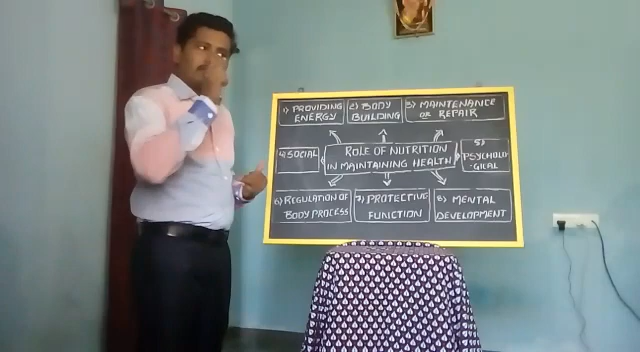 1) PROVIDING
ENERGY
2) BODY
BUILDING
3) MAINTENANCE
OR REPAIR
4) SOCIAL
ROLE OF NUTRITION
IN MAINTAINING HEALTH
5)
PSYCHOLO
-GICAL
6) REGULATION OF
BODY PROCESS
7) PROTECTIVE
FUNCTION
8) MENTAL
DEVELOPMENT